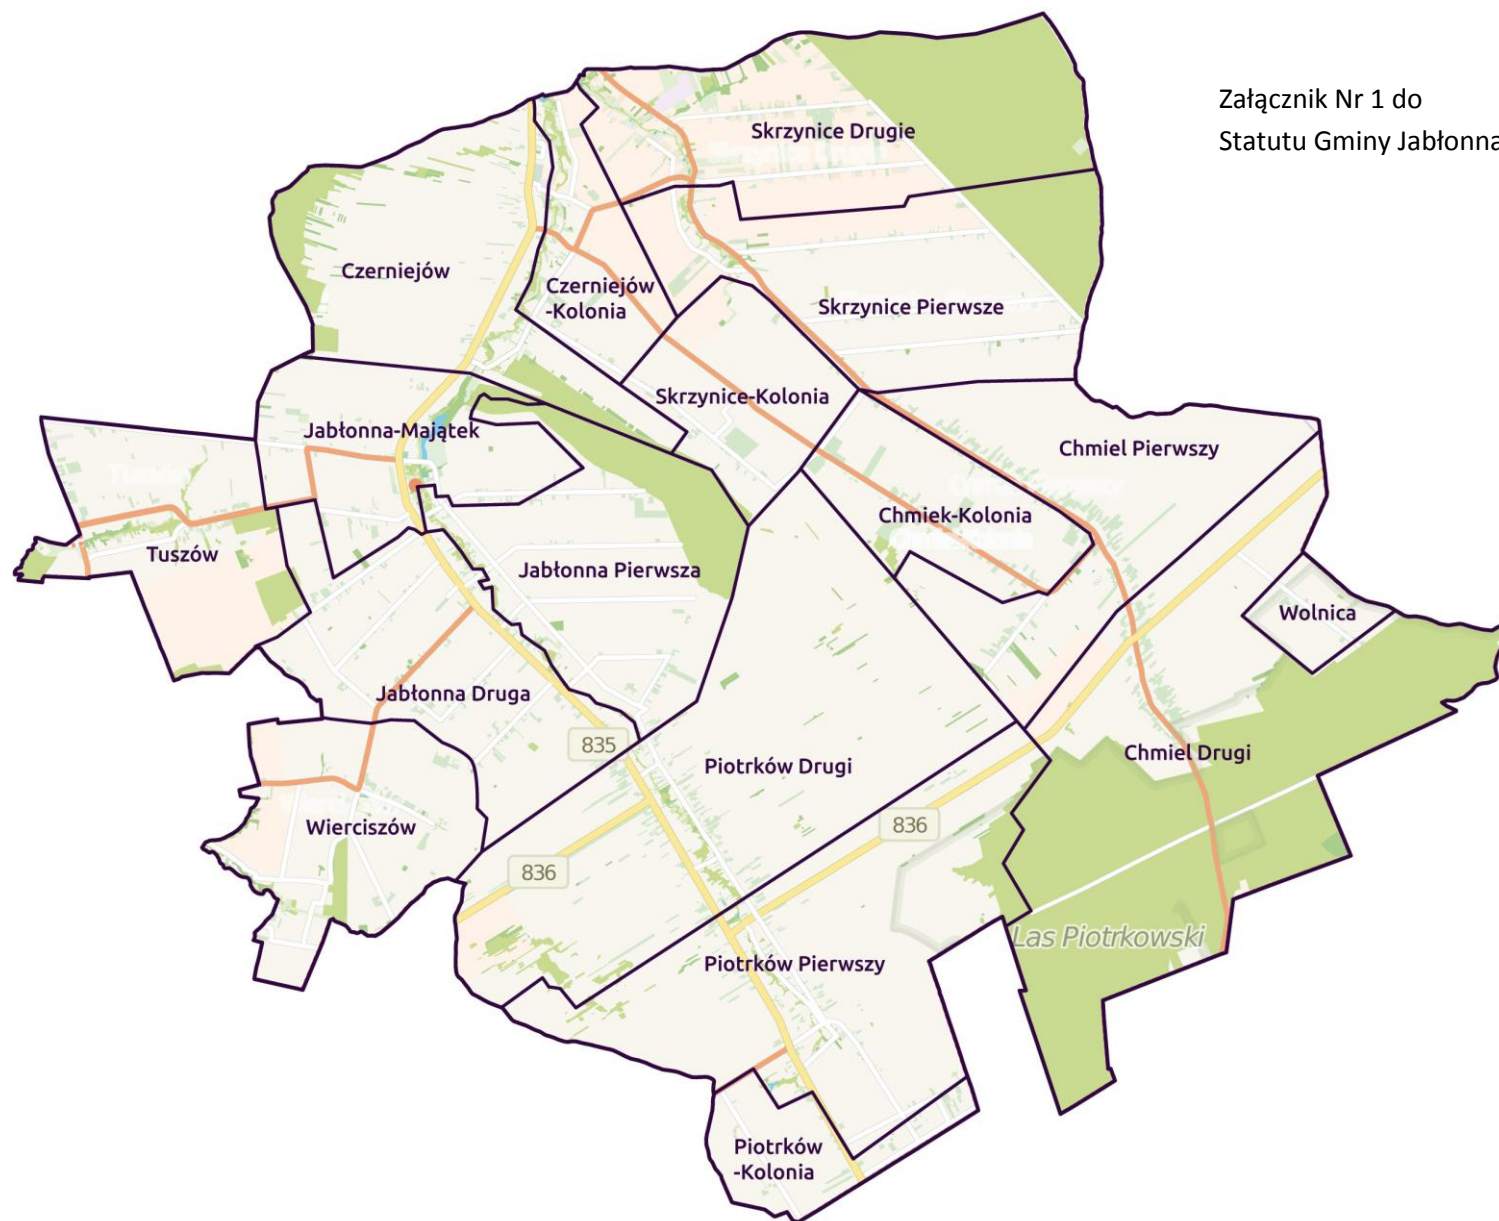 Załącznik Nr 1 do
Statutu Gminy Jabłonna
Skrzynice Drugie
Czerniejów
Czerniejów
-Kolonia
Skrzynice Pierwsze
Skrzynice-Kolonia
Jabłonna-Majątek
Chmiel Pierwszy
Chmiek-Kolonia
Tuszów
Jabłonna Pierwsza
Wolnica
Jabłonna Druga
835
Piotrków Drugi
Chmiel Drugi
Wierciszów
836
836
Las Piotrkowski
Piotrków Pierwszy
Piotrków
-Kolonia